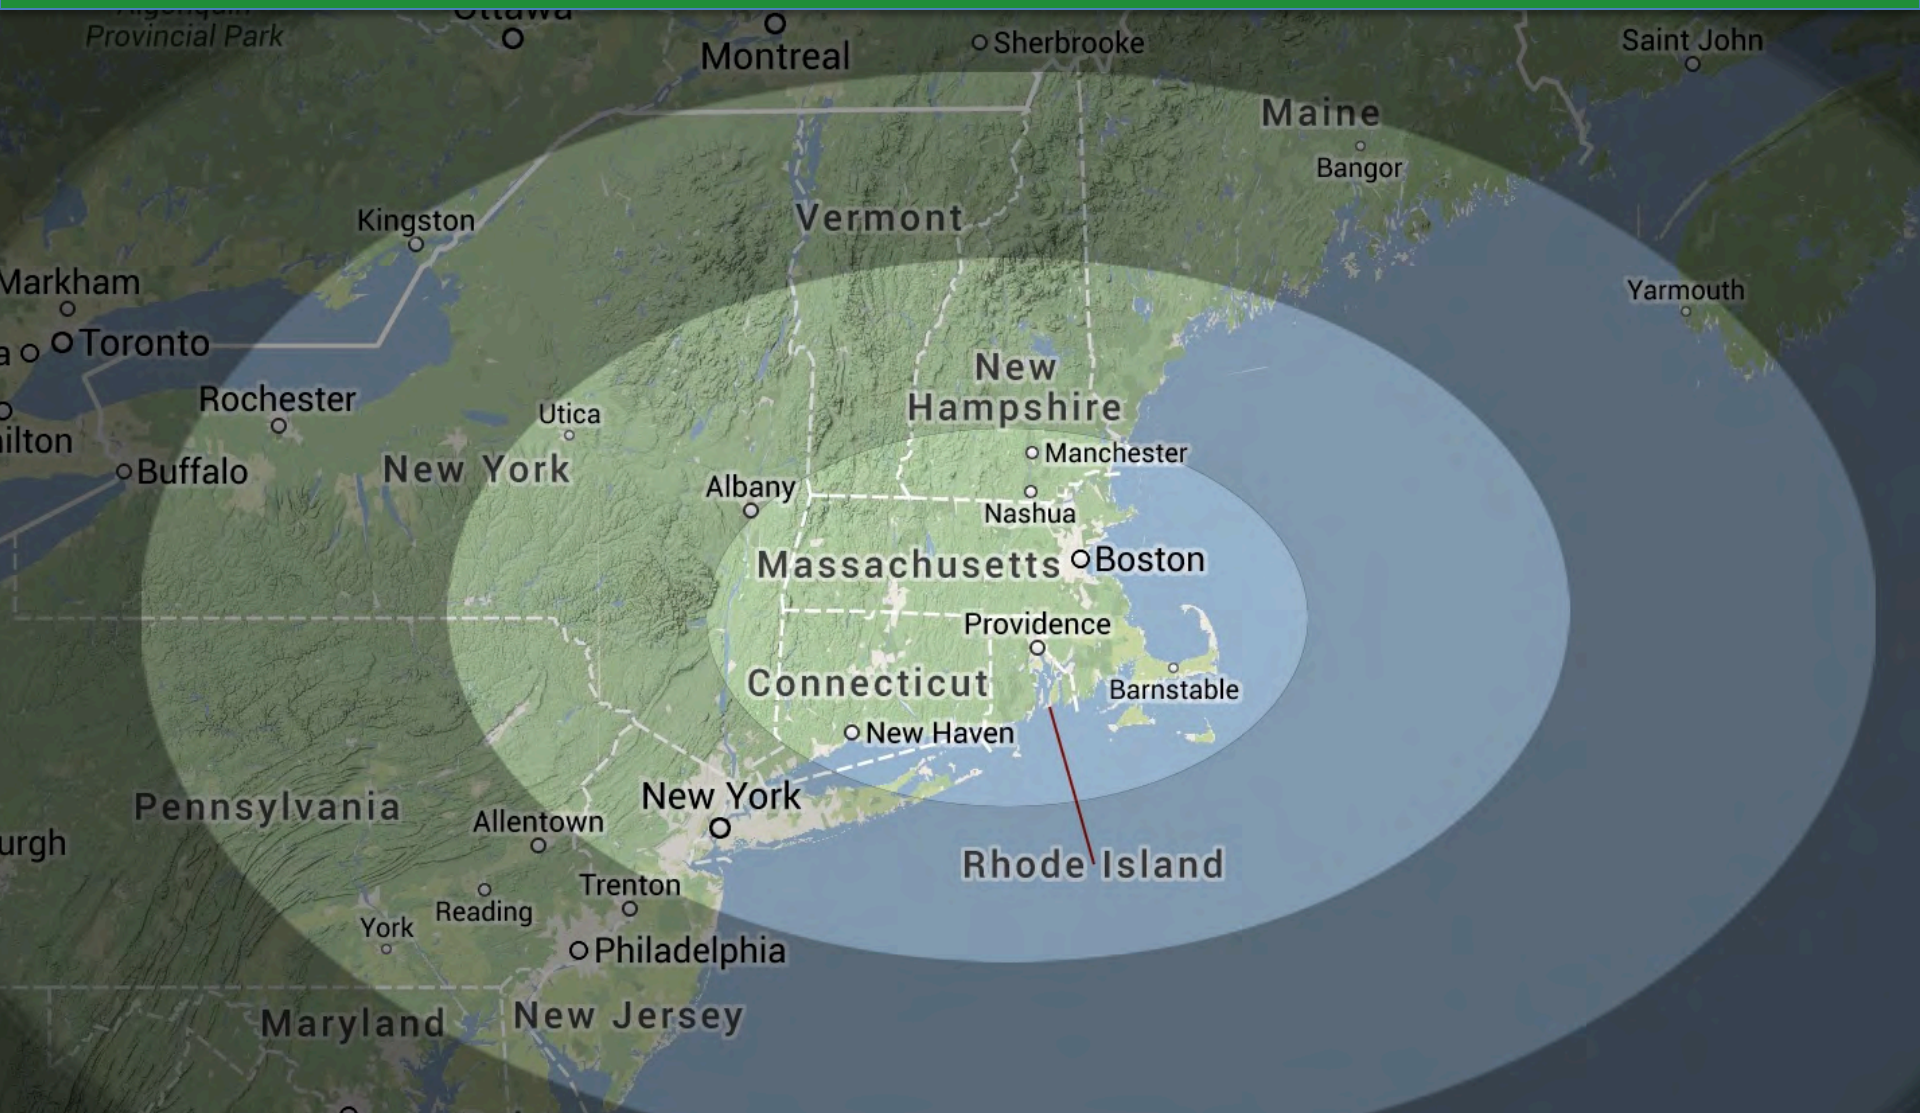 Algonquin
Provincial Park
Ottawa
Montreal
Sherbrooke
Saint John
Maine
Bangor
Kingston
Vermont
Markham
Toronto
Yarmouth
New
Hampshire
Rochester
Utica
New York
Buffalo
Manchester
Albany
Nashua
Massachusetts
Boston
Providence
Connecticut
Barnstable
New Haven
New York
Pennsylvania
Allentown
Rhode Island
Trenton
Reading
York
Philadelphia
Maryland
New Jersey
urgh
ilton
a